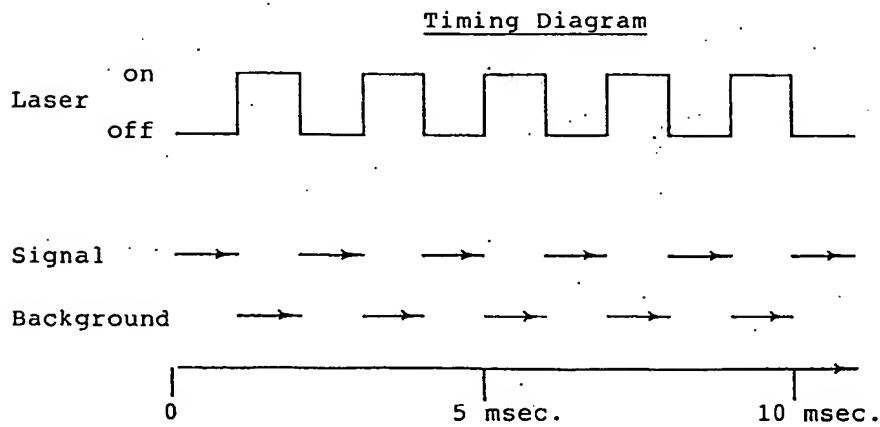 Timing Diagram
on
Laser
off
Signal
Background
0 5 msec. 10 msec.